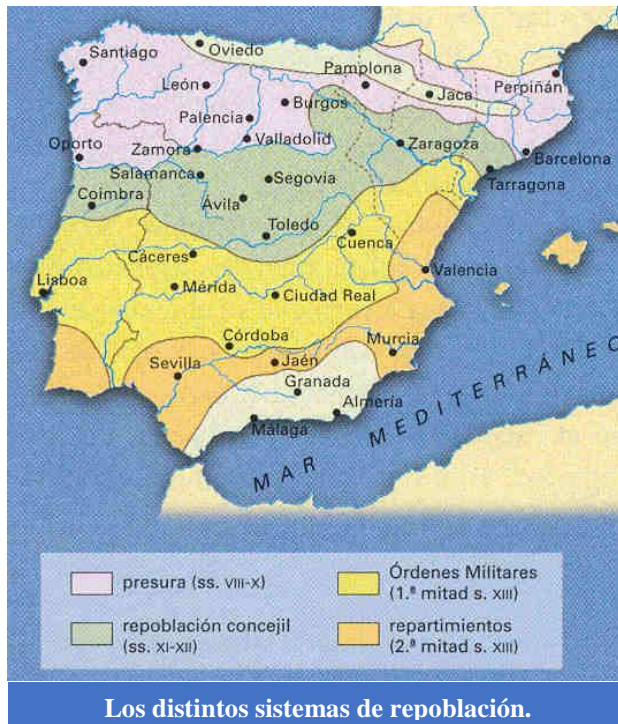 Santiago
Oviedo
León
Pamplona
Jaca
Perpiñán
Palencia
Burgos
Oporto
Zamora
Valladolid
Zaragoza
Barcelona
Salamanca
Segovia
Tarragona
Coimbra
Ávila
Toledo
Cuenca
Cáceres
Lisboa
Mérida
Ciudad Real
Valencia
Córdoba
Murcia
Sevilla
Jaén
Granada
Almería
Málaga
MAR MEDITERRÁNEO
presura (ss. VIII-X)
repoblación concejil
(ss. XI-XII)
Órdenes Militares
(1.ª mitad s. XIII)
repartimientos
(2.ª mitad s. XIII)
Los distintos sistemas de repoblación.